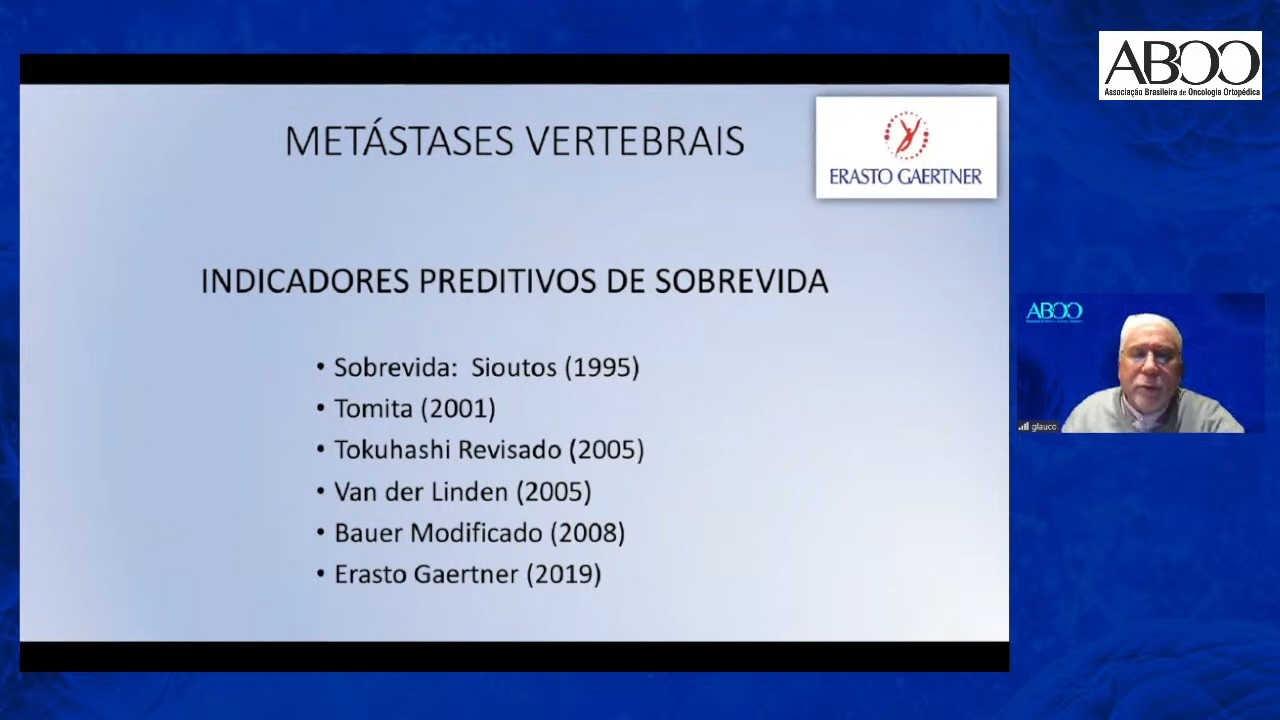 METÁSTASES VERTEBRAIS
ERASTO GAERTNER
INDICADORES PREDITIVOS DE SOBREVIDA
• Sobrevida: Sioutos (1995)
• Tomita (2001)
• Tokuhashi Revisado (2005)
• Van der Linden (2005)
• Bauer Modificado (2008)
• Erasto Gaertner (2019)
ABOO
Associação Brasileira de Oncologia Ortopédica
ABOO
glauco